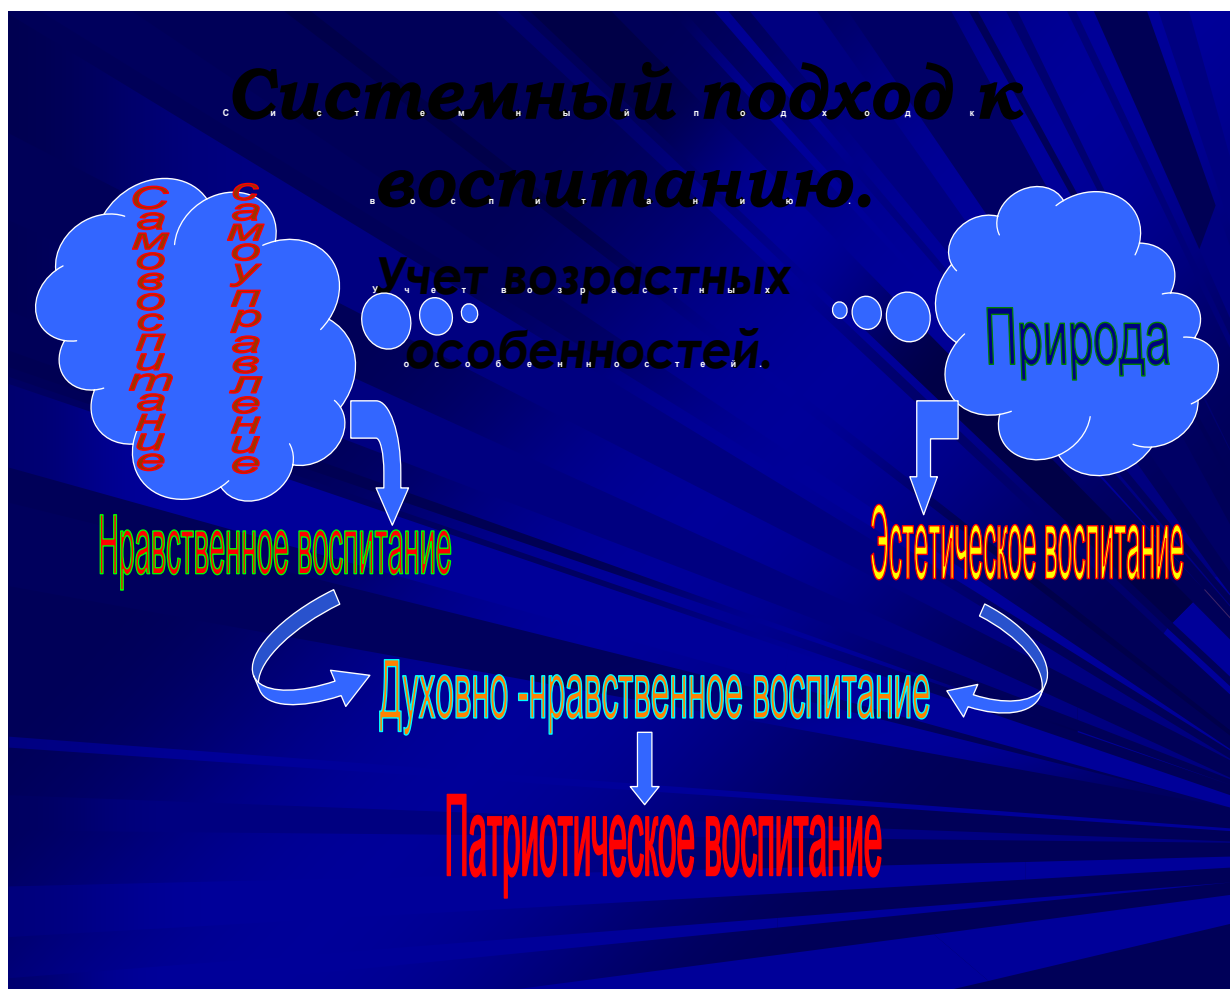 Системный подход к
воспитанию.
Учет возрастных
особенностей.
Самовоспитание
самоуправление
Природа
Нравственное воспитание
Эстетическое воспитание
Духовно -нравственное воспитание
Патриотическое воспитание